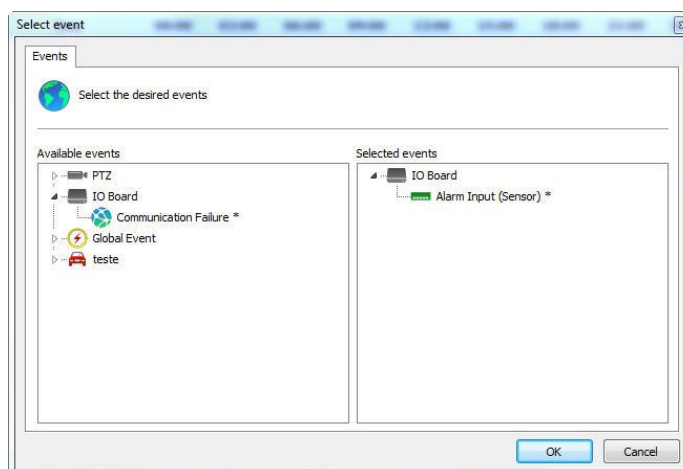 Select event
Events
Select the desired events
Available events
Selected events
PTZ
IO Board
Communication Failure *
Global Event
teste
IO Board
Alarm Input (Sensor) *
OK
Cancel